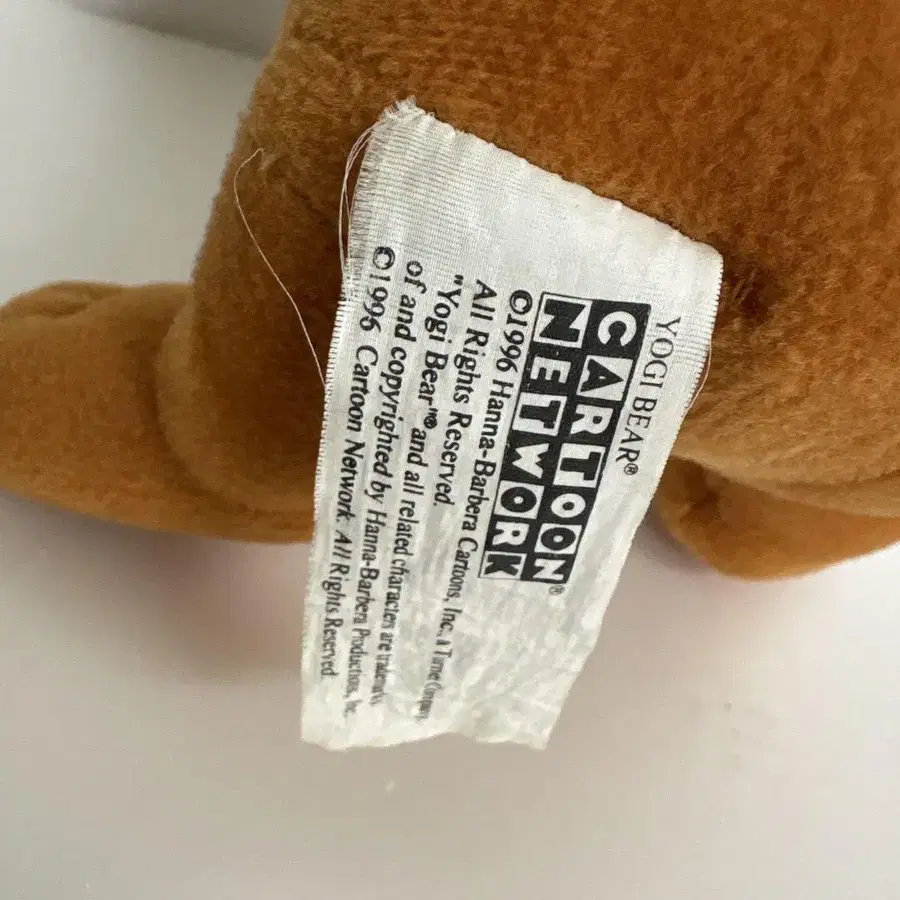 YOGI BEAR®
CARTOON
NETWORK®
©1996 Hanna-Barbera Cartoons, Inc., a Time Company
All Rights Reserved.
"Yogi Bear"® and all related characters are trademarks
of and copyrighted by Hanna-Barbera Productions, Inc.
©1996 Cartoon Network. All Rights Reserved.